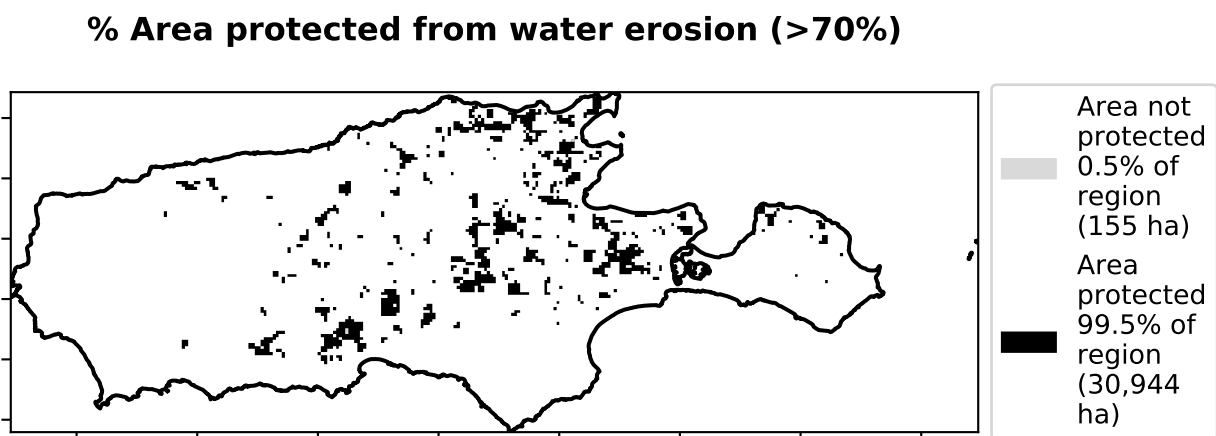 % Area protected from water erosion (>70%)
Area not
protected
0.5% of
region
(155 ha)
Area
protected
99.5% of
region
(30,944
ha)